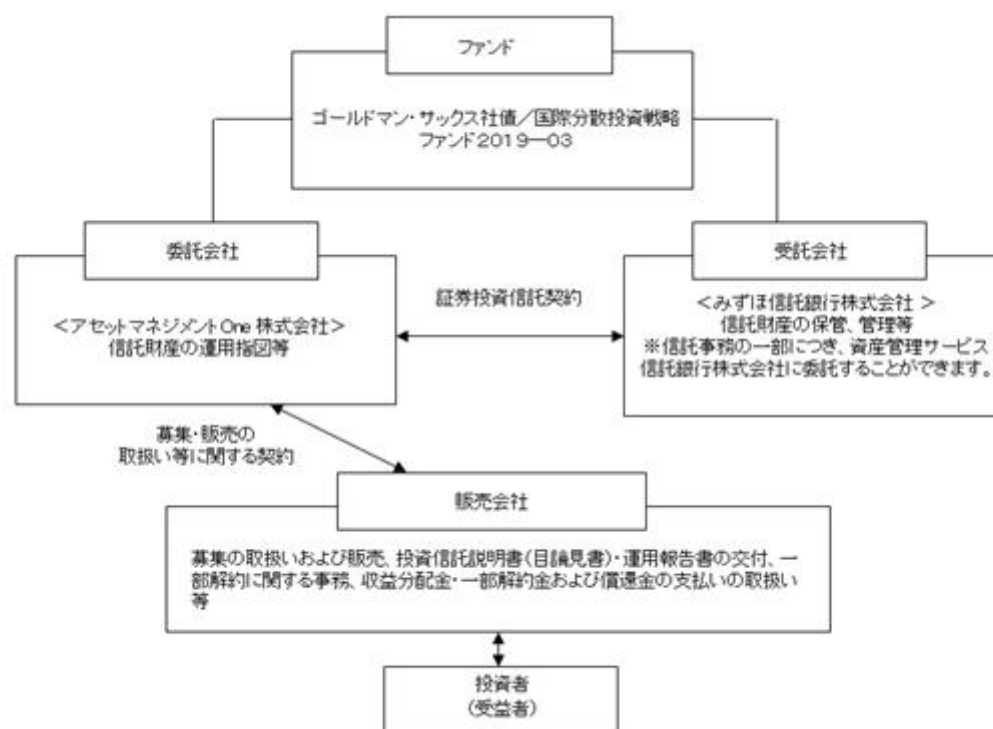 ファンド
ゴールドマン・サックス社債／国際分散投資戦略
ファンド2019―03
委託会社
＜アセットマネジメントOne 株式会社＞
信託財産の運用指図等
証券投資信託契約
受託会社
＜みずほ信託銀行株式会社 ＞
信託財産の保管、管理等
※信託事務の一部につき、資産管理サービス
信託銀行株式会社に委託することができます。
募集・販売の
取扱い等に関する契約
販売会社
募集の取扱いおよび販売、投資信託説明書(目論見書)・運用報告書の交付、一
部解約に関する事務、収益分配金・一部解約金および償還金の支払いの取扱い
等
投資者
(受益者)